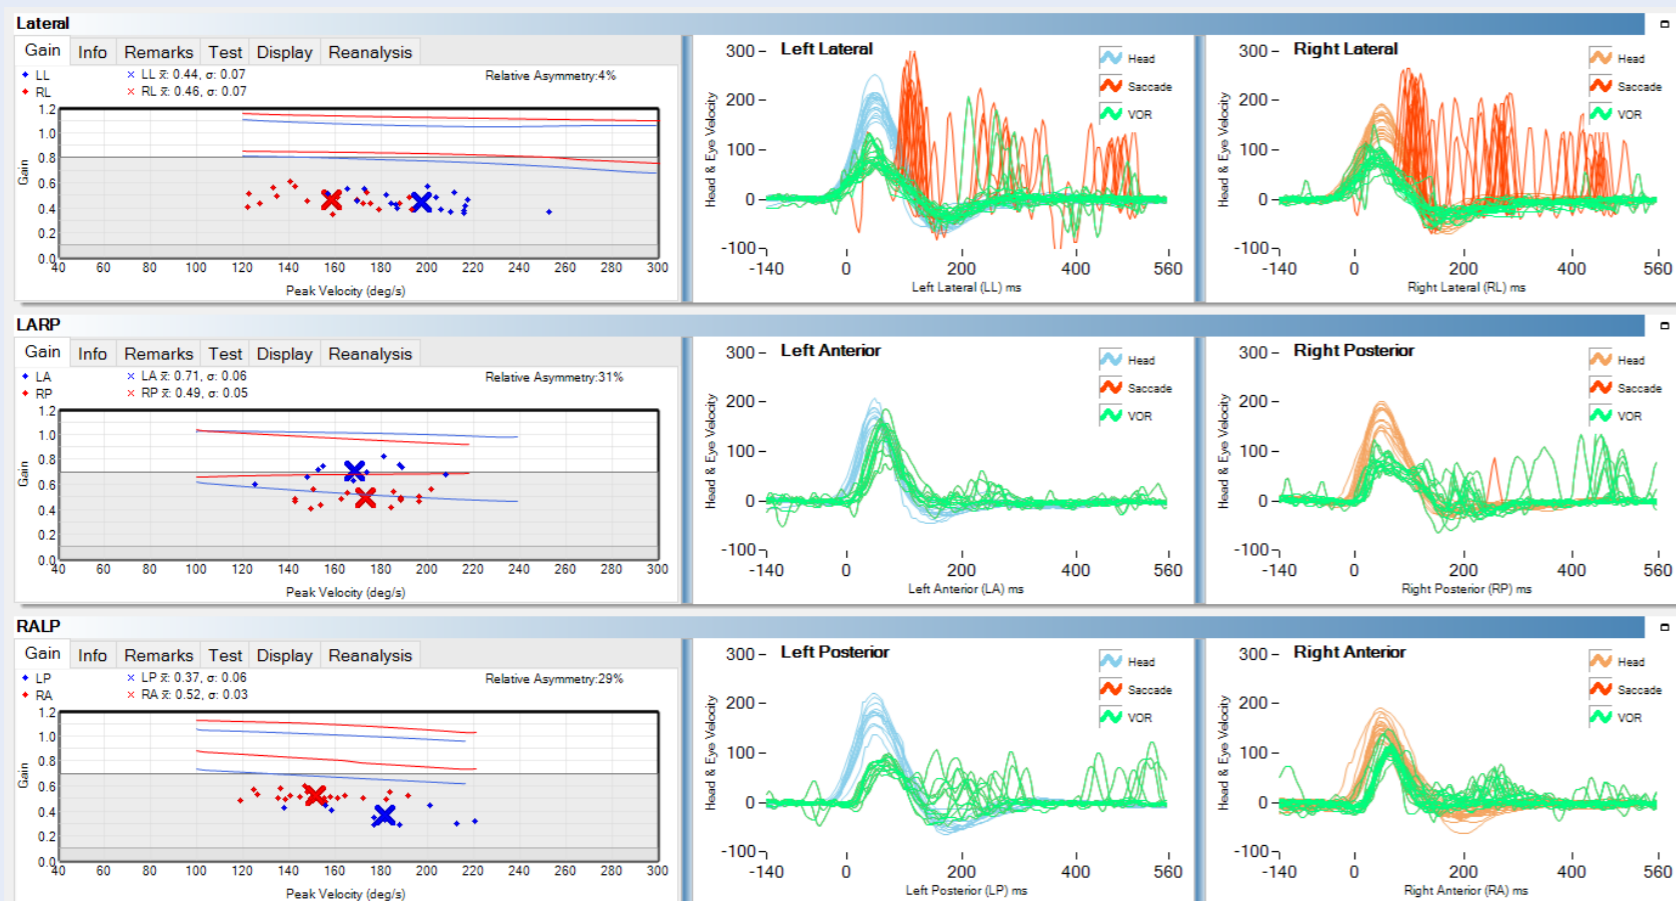 Lateral
Gain Info Remarks Test Display Reanalysis
LL × LL x̄: 0.44, σ: 0.07 Relative Asymmetry:4%
RL × RL x̄: 0.46, σ: 0.07
1.2
1.0
0.8
0.6
0.4
0.2
0.0
Gain
40 60 80 100 120 140 160 180 200 220 240 260 280 300
Peak Velocity (deg/s)
Left Lateral
Head
Saccade
VOR
300
200
100
0
-100
Head & Eye Velocity
-140 0 200 400 560
Left Lateral (LL) ms
Right Lateral
Head
Saccade
VOR
300
200
100
0
-100
Head & Eye Velocity
-140 0 200 400 560
Right Lateral (RL) ms
LARP
Gain Info Remarks Test Display Reanalysis
LA × LA x̄: 0.71, σ: 0.06 Relative Asymmetry:31%
RP × RP x̄: 0.49, σ: 0.05
1.2
1.0
0.8
0.6
0.4
0.2
0.0
Gain
40 60 80 100 120 140 160 180 200 220 240 260 280 300
Peak Velocity (deg/s)
Left Anterior
Head
Saccade
VOR
300
200
100
0
-100
Head & Eye Velocity
-140 0 200 400 560
Left Anterior (LA) ms
Right Posterior
Head
Saccade
VOR
300
200
100
0
-100
Head & Eye Velocity
-140 0 200 400 560
Right Posterior (RP) ms
RALP
Gain Info Remarks Test Display Reanalysis
LP × LP x̄: 0.37, σ: 0.06 Relative Asymmetry:29%
RA × RA x̄: 0.52, σ: 0.03
1.2
1.0
0.8
0.6
0.4
0.2
0.0
Gain
40 60 80 100 120 140 160 180 200 220 240 260 280 300
Peak Velocity (deg/s)
Left Posterior
Head
Saccade
VOR
300
200
100
0
-100
Head & Eye Velocity
-140 0 200 400 560
Left Posterior (LP) ms
Right Anterior
Head
Saccade
VOR
300
200
100
0
-100
Head & Eye Velocity
-140 0 200 400 560
Right Anterior (RA) ms